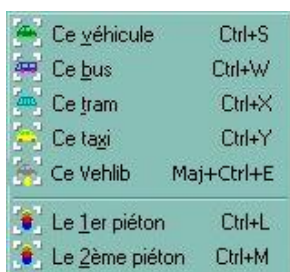 Ce véhicule Ctrl+S
Ce bus Ctrl+W
Ce tram Ctrl+X
Ce taxi Ctrl+Y
Ce Vehlib Maj+Ctrl+E
Le 1er piéton Ctrl+L
Le 2ème piéton Ctrl+M